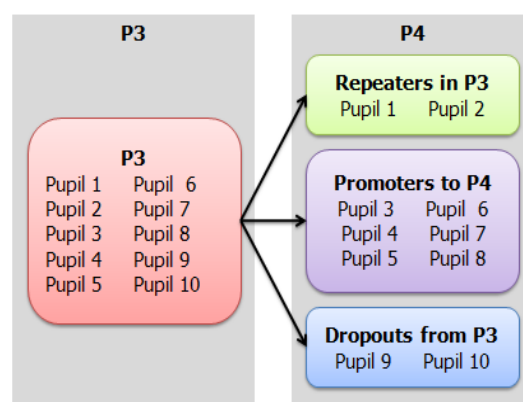 P3
P3
Pupil 1 Pupil 6
Pupil 2 Pupil 7
Pupil 3 Pupil 8
Pupil 4 Pupil 9
Pupil 5 Pupil 10
P4
Repeaters in P3
Pupil 1 Pupil 2
Promoters to P4
Pupil 3 Pupil 6
Pupil 4 Pupil 7
Pupil 5 Pupil 8
Dropouts from P3
Pupil 9 Pupil 10